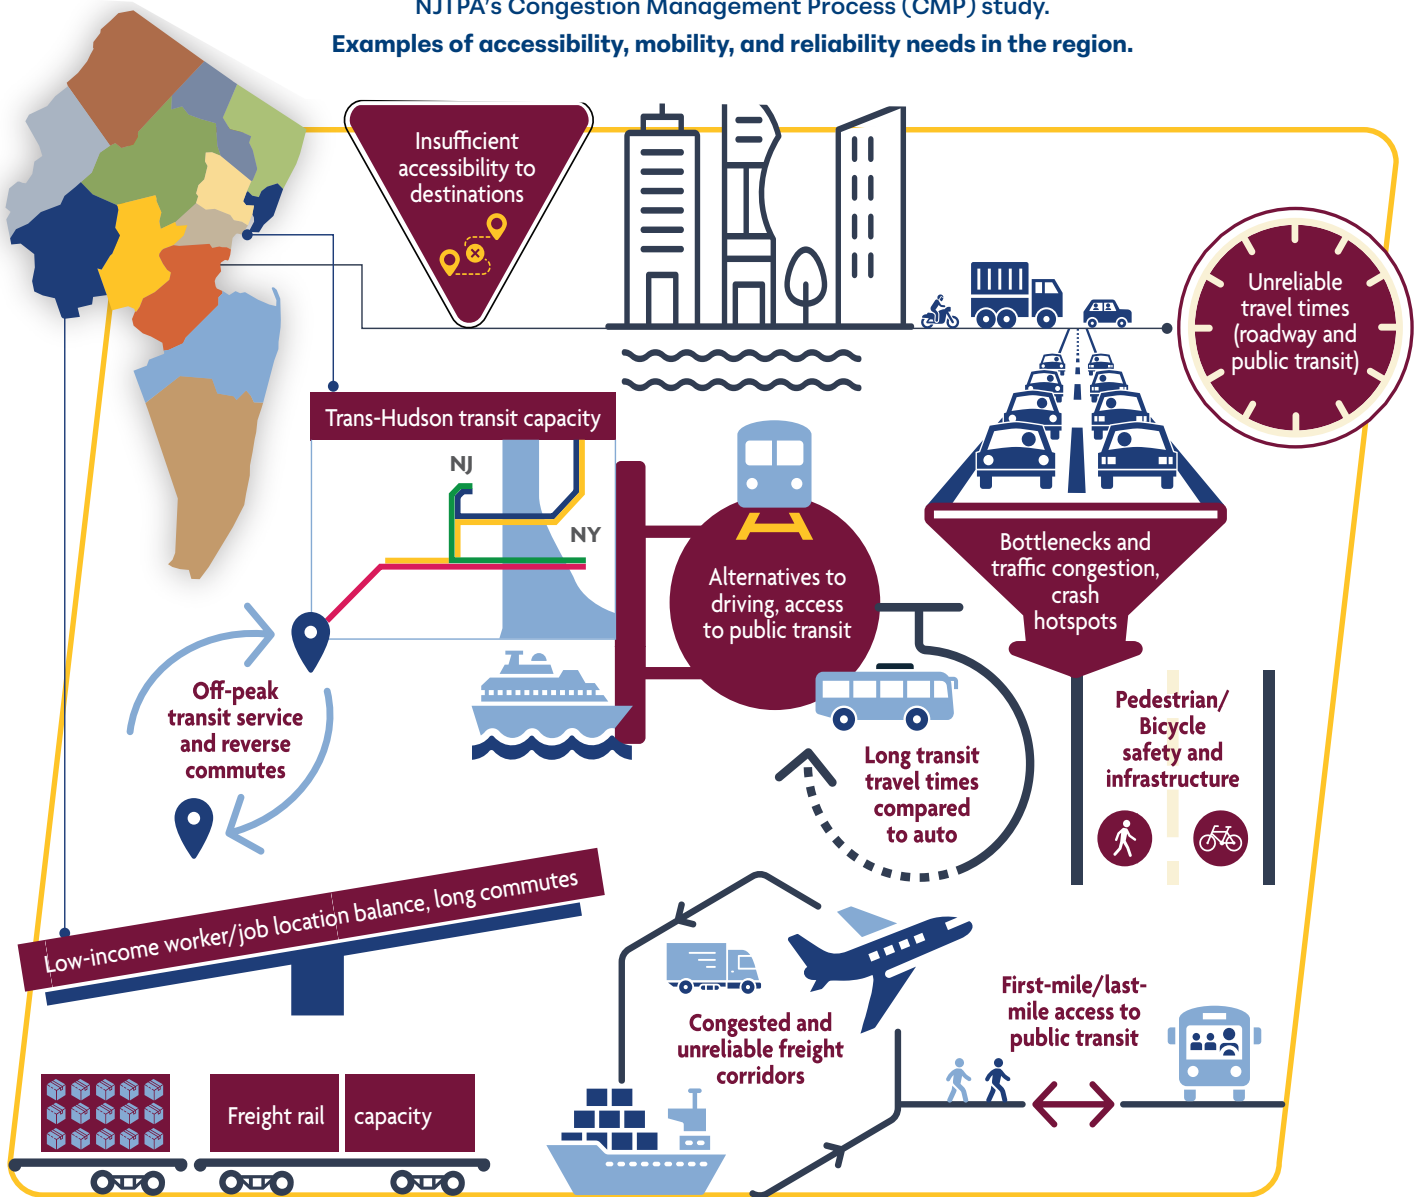 NJTPA's Congestion Management Process (CMP) study.
Examples of accessibility, mobility, and reliability needs in the region.
Insufficient
accessibility to
destinations
Unreliable
travel times
(roadway and
public transit)
Trans-Hudson transit capacity
NJ
NY
Alternatives to
driving, access
to public transit
Bottlenecks and
traffic congestion,
crash
hotspots
Off-peak
transit service
and reverse
commutes
Long transit
travel times
compared
to auto
Pedestrian/
Bicycle
safety and
infrastructure
Low-income worker/job location balance, long commutes
Congested and
unreliable freight
corridors
First-mile/last-
mile access to
public transit
Freight rail capacity